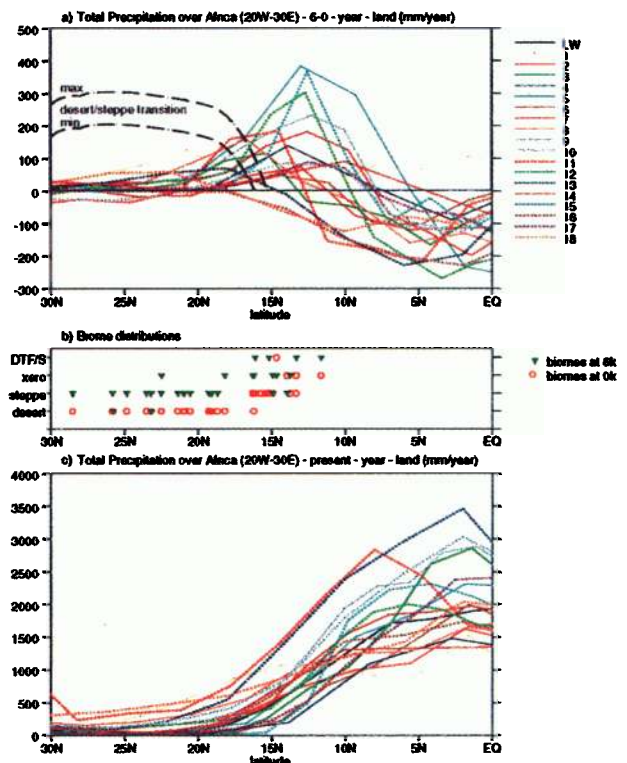 a) Total Precipitation over Africa (20W-30E) - 6-0 - year - land (mm/year)
500
400
300
200
100
0
-100
-200
-300
max
desert/steppe transition
min
30N 25N 20N 15N 10N 5N EQ
latitude
LW
1
2
3
4
5
6
7
8
9
10
11
12
13
14
15
16
17
18
b) Biome distributions
DTF/S
xero
steppe
desert
30N 25N 20N 15N 10N 5N EQ
biomes at 6k
biomes at 0k
c) Total Precipitation over Africa (20W-30E) - present - year - land (mm/year)
4000
3500
3000
2500
2000
1500
1000
500
0
30N 25N 20N 15N 10N 5N EQ
latitude